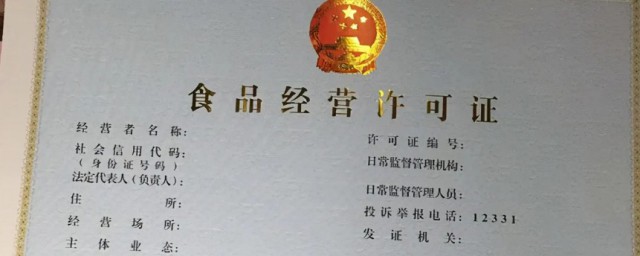 食品经营许可证
经营者名称:
社会信用代码:
(身份证号码)
法定代表人(负责人):
住所:
经营场所:
主体业态:
许可证编号:
日常监督管理机构:
日常监督管理人员:
投诉举报电话:12331
发证机关: